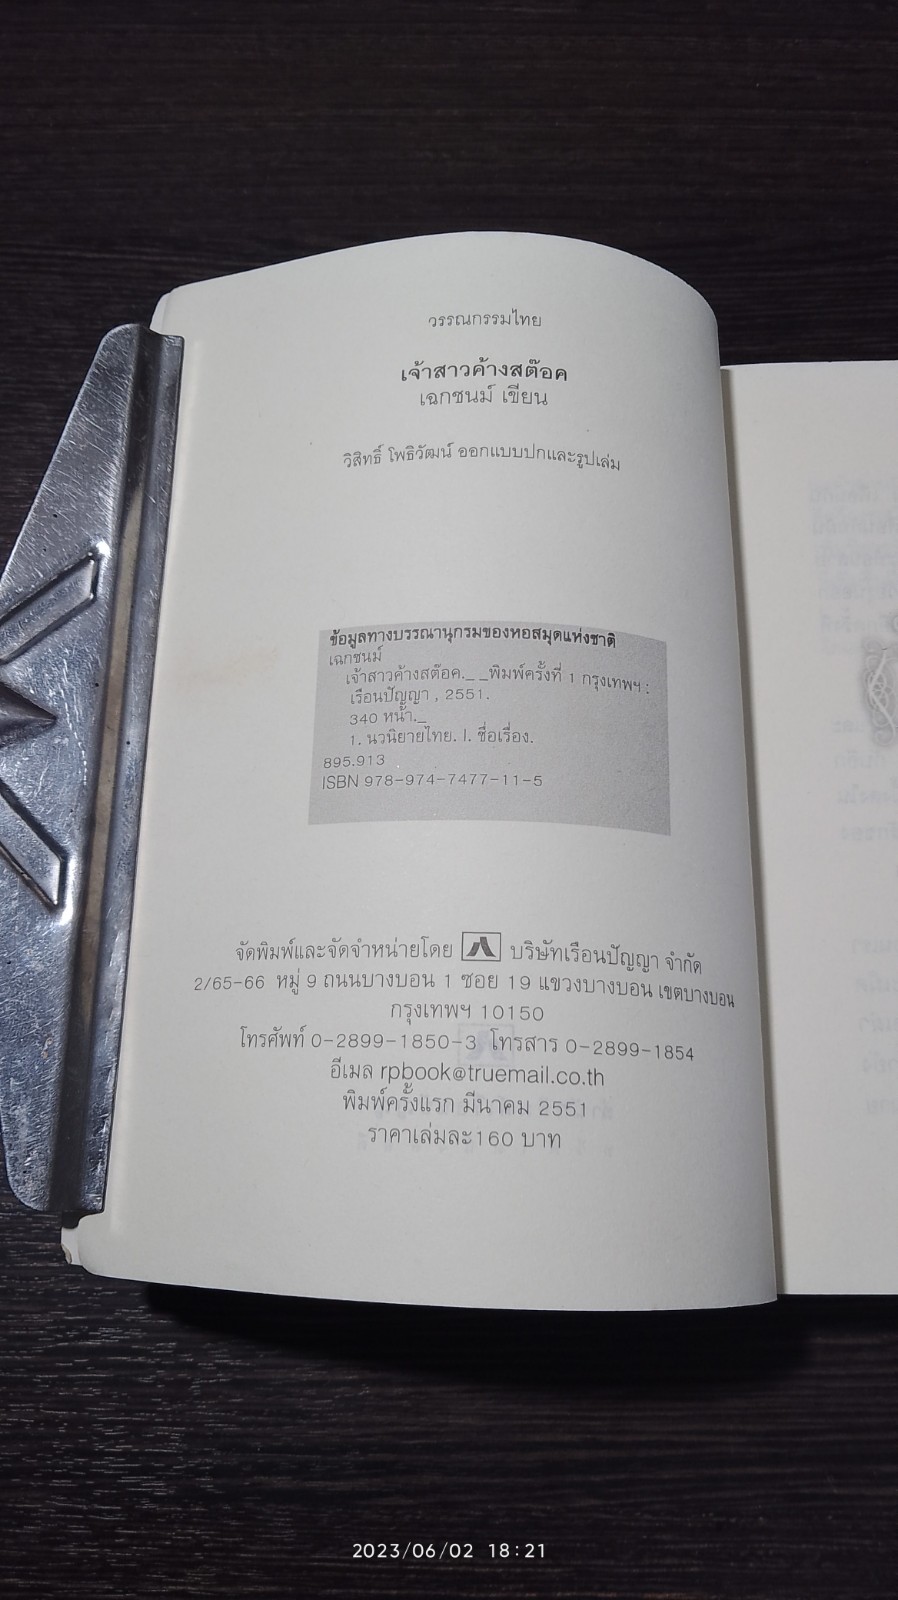 วรรณกรรมไทย
เจ้าสาวค้างสต๊อค
เฉกชนม์ เขียน
วิสิทธิ์ โพธิวัฒน์ ออกแบบปกและรูปเล่ม
ข้อมูลทางบรรณานุกรมของหอสมุดแห่งชาติ
เฉกชนม์
เจ้าสาวค้างสต๊อค._ _พิมพ์ครั้งที่ 1 กรุงเทพฯ :
เรือนปัญญา , 2551.
340 หน้า._
1. นวนิยายไทย. I. ชื่อเรื่อง.
895.913
ISBN 978-974-7477-11-5
จัดพิมพ์และจัดจำหน่ายโดย บริษัทเรือนปัญญา จำกัด
2/65-66 หมู่ 9 ถนนบางบอน 1 ซอย 19 แขวงบางบอน เขตบางบอน
กรุงเทพฯ 10150
โทรศัพท์ 0-2899-1850-3 โทรสาร 0-2899-1854
อีเมล rpbook@truemail.co.th
พิมพ์ครั้งแรก มีนาคม 2551
ราคาเล่มละ160 บาท
2023/06/02 18:21